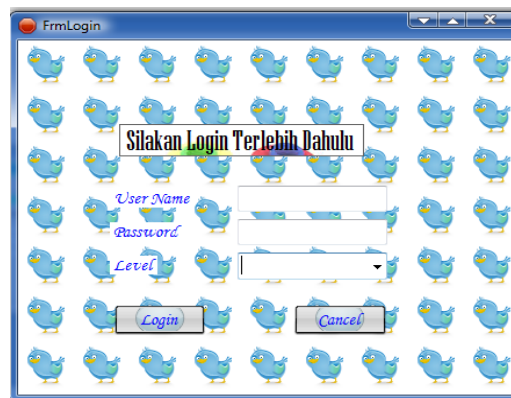 FrmLogin
Silakan Login Terlebih Dahulu
User Name
Password
Level
Login Cancel